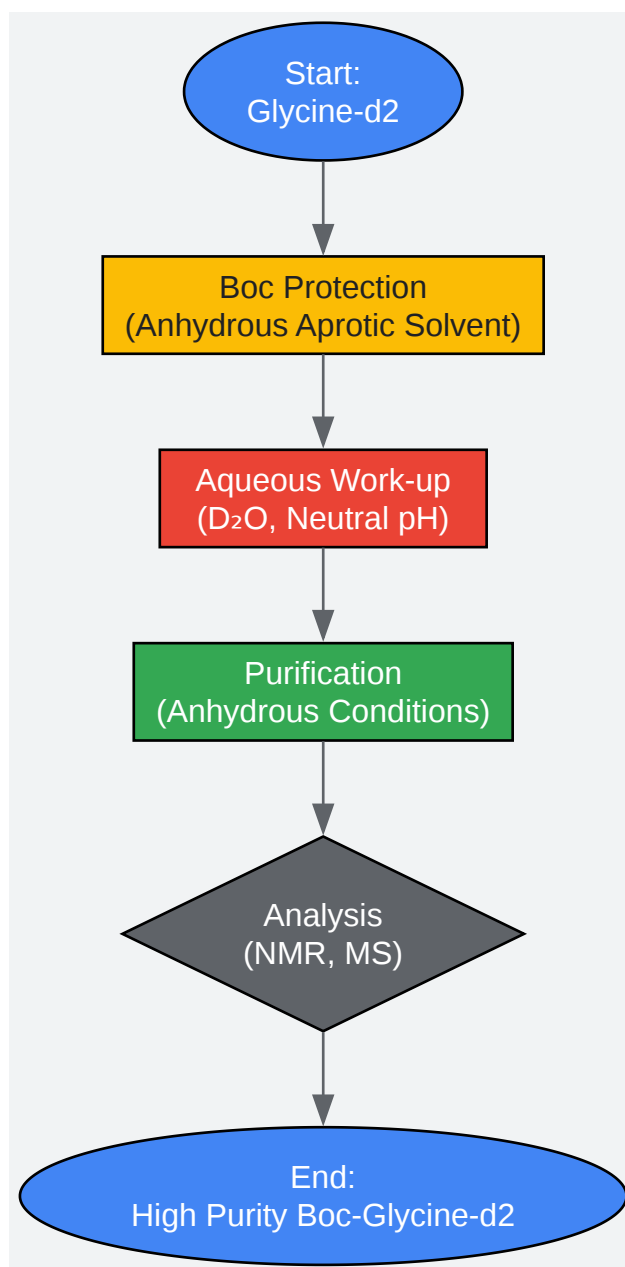 Start:
Glycine-d2
Boc Protection
(Anhydrous Aprotic Solvent)
Aqueous Work-up
(D₂O, Neutral pH)
Purification
(Anhydrous Conditions)
Analysis
(NMR, MS)
End:
High Purity Boc-Glycine-d2